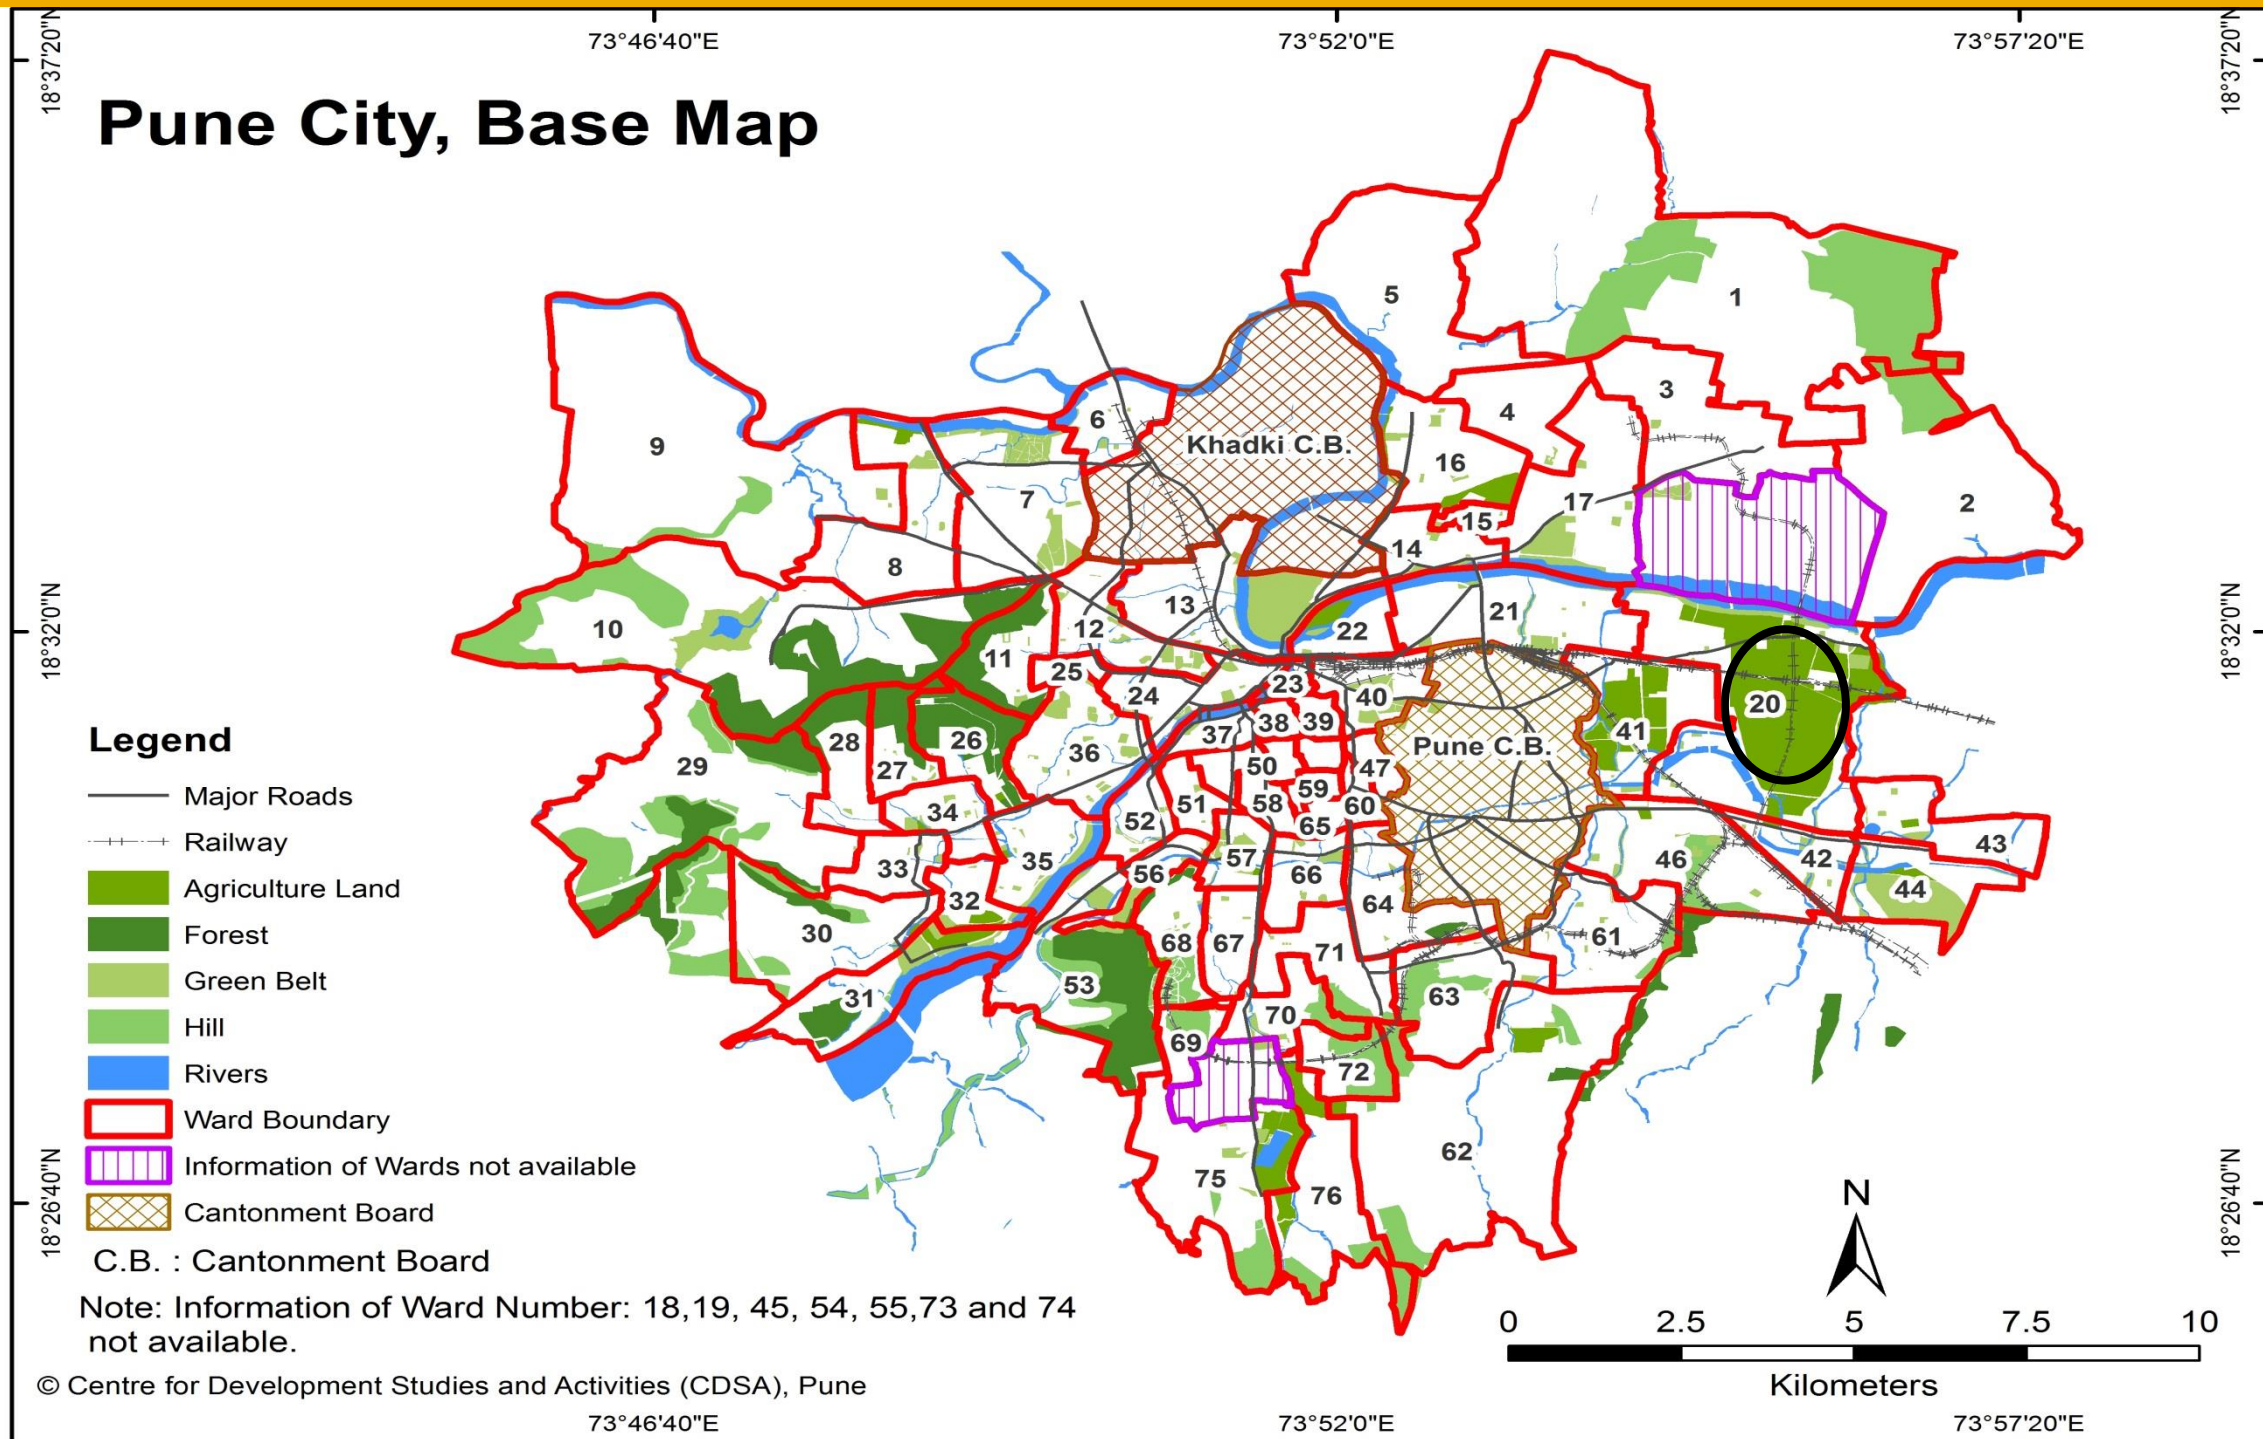 73°46'40"E
73°52'0"E
73°57'20"E
18°37'20"N
18°37'20"N
Pune City, Base Map
1
5
3
4
6
9
Khadki C.B.
16
7
17
2
15
14
8
13
21
10
12
22
11
25
23
24
40
20
38
39
37
41
26
28
36
Pune C.B.
29
27
50
47
59
51
58
60
34
52
65
43
57
46
42
35
33
56
66
44
32
64
30
68
67
61
71
53
31
63
70
69
72
62
75
76
18°32'0"N
18°32'0"N
Legend
Major Roads
Railway
Agriculture Land
Forest
Green Belt
Hill
Rivers
Ward Boundary
Information of Wards not available
Cantonment Board
C.B. : Cantonment Board
Note: Information of Ward Number: 18,19, 45, 54, 55,73 and 74
not available.
© Centre for Development Studies and Activities (CDSA), Pune
18°26'40"N
18°26'40"N
N
0 2.5 5 7.5 10
Kilometers
73°46'40"E
73°52'0"E
73°57'20"E